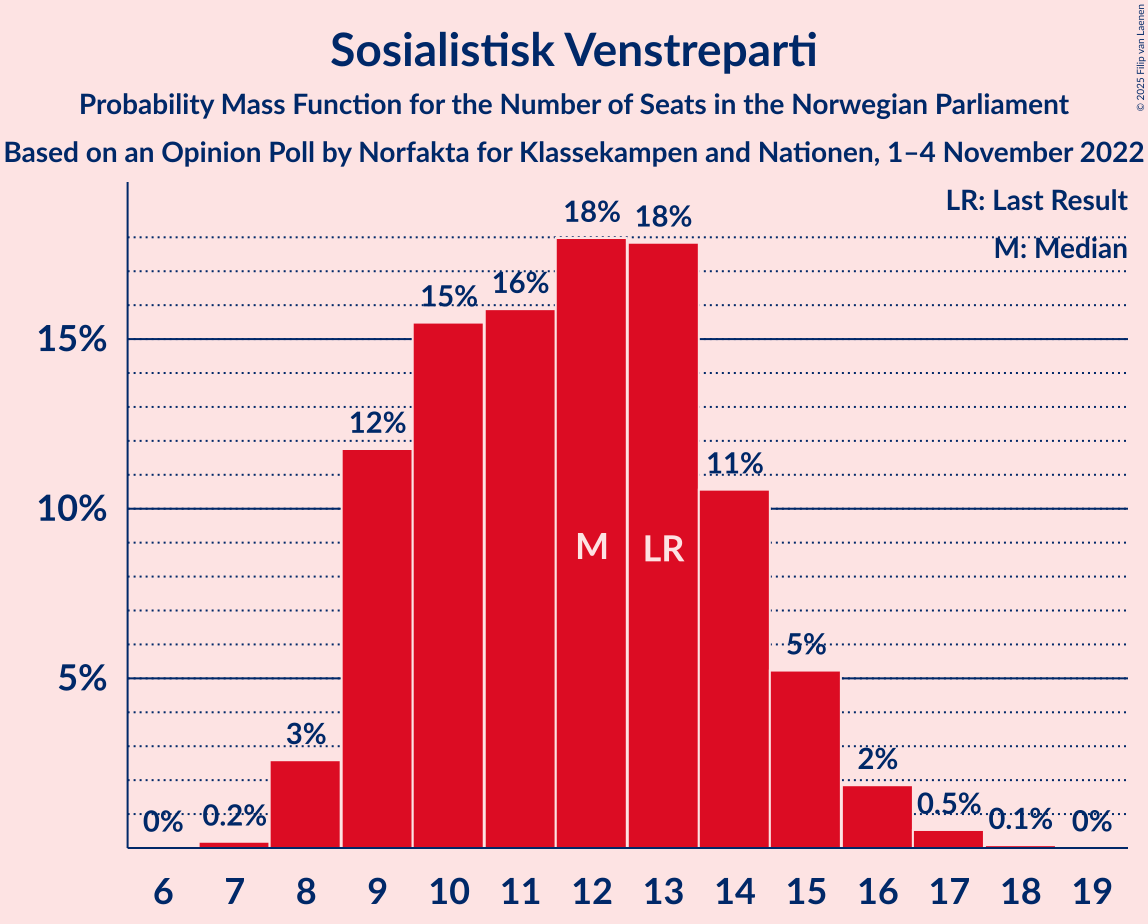 Sosialistisk Venstreparti
Probability Mass Function for the Number of Seats in the Norwegian Parliament
Based on an Opinion Poll by Norfakta for Klassekampen and Nationen, 1–4 November 2022
© 2025 Filip van Laenen
LR: Last Result
M: Median
18%
18%
16%
15%
15%
12%
11%
10%
M
LR
5%
5%
3%
2%
0%
0.2%
0.5%
0.1%
0%
6 7 8 9 10 11 12 13 14 15 16 17 18 19